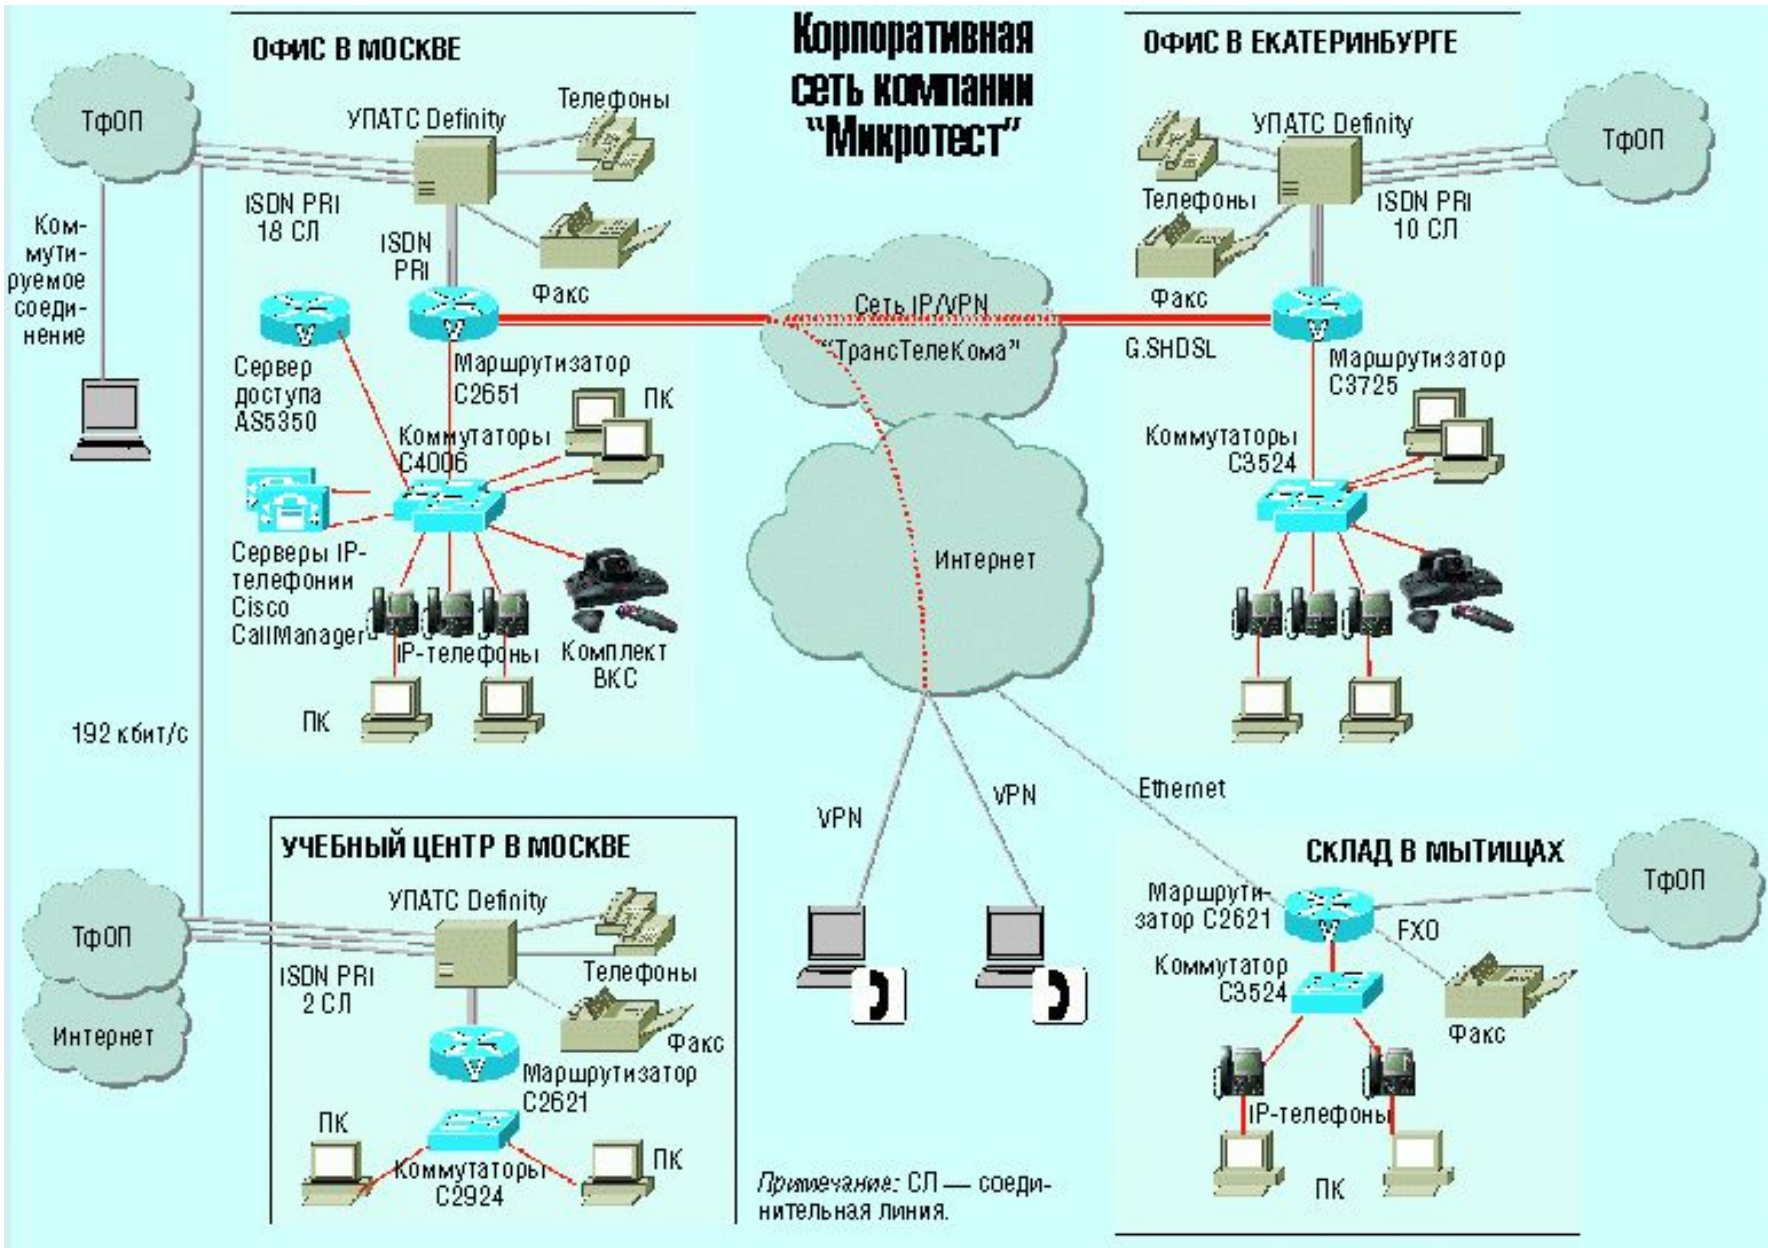 Корпоративная
сеть компании
"Микротест"
ОФИС В МОСКВЕ
ТфОП
УПАТС Definity
Телефоны
ISDN PRI
18 СЛ
ISDN
PRI
Факс
Ком-
мути-
руемое
соеди-
нение
Сервер
доступа
AS5350
Маршрутизатор
C2651
ПК
Коммутаторы
C4006
Серверы IP-
телефонии
Cisco
CallManager
IP-телефоны
Комплект
ВКС
ПК
192 кбит/с
Сеть IP/VPN
"ТрансТелеКома"
Интернет
VPN
VPN
Ethernet
ОФИС В ЕКАТЕРИНБУРГЕ
УПАТС Definity
ТфОП
Телефоны
ISDN PRI
10 СЛ
Факс
G.SHDSL
Маршрутизатор
C3725
Коммутаторы
C3524
УЧЕБНЫЙ ЦЕНТР В МОСКВЕ
УПАТС Definity
ТфОП
Интернет
ISDN PRI
2 СЛ
Телефоны
Факс
Маршрутизатор
C2621
ПК
ПК
Коммутаторы
C2924
СКЛАД В МЫТИЩАХ
Маршрути-
затор C2621
ТфОП
FXO
Коммутатор
C3524
Факс
IP-телефоны
ПК
Примечание: СЛ — соеди-
нительная линия.